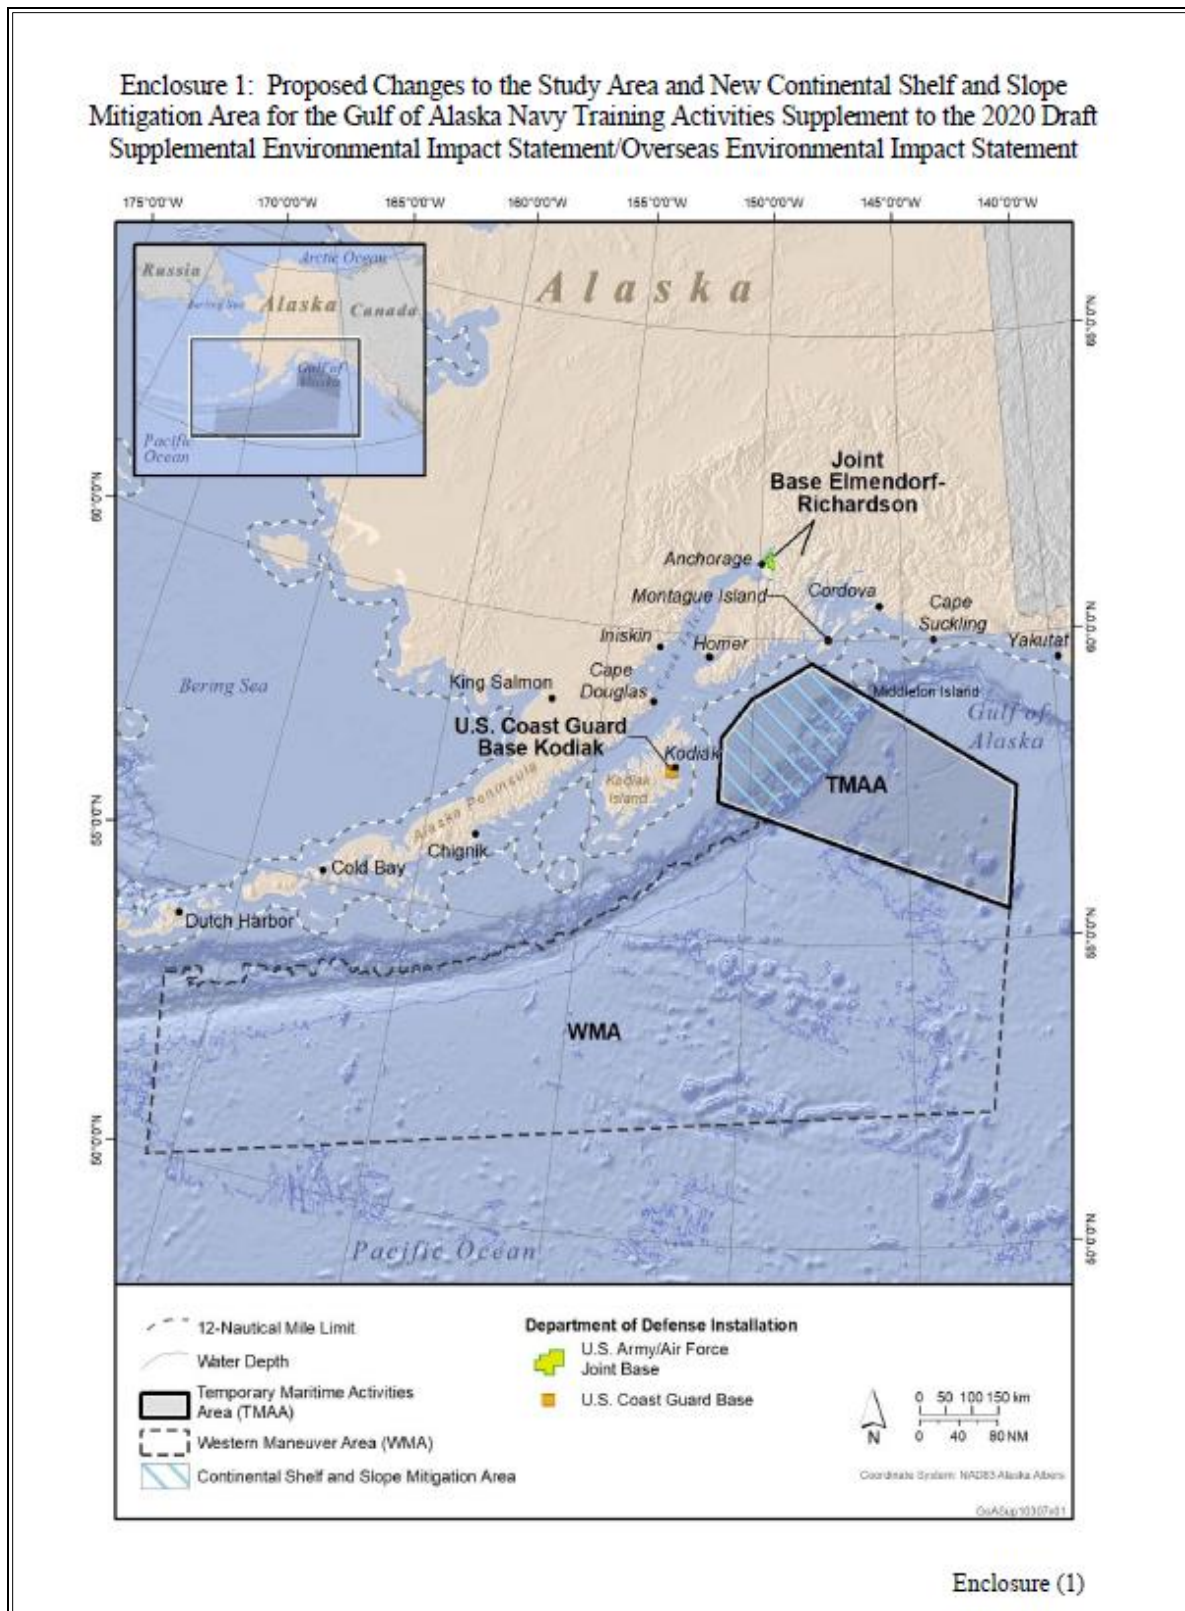 Enclosure 1: Proposed Changes to the Study Area and New Continental Shelf and Slope
Mitigation Area for the Gulf of Alaska Navy Training Activities Supplement to the 2020 Draft
Supplemental Environmental Impact Statement/Overseas Environmental Impact Statement
175°0'0"W 170°0'0"W 165°0'0"W 160°0'0"W 155°0'0"W 150°0'0"W 145°0'0"W 140°0'0"W
Russia
Arctic Ocean
Bering Sea
Alaska
Canada
Gulf of
Alaska
Pacific
Ocean
Alaska
65°0'0"N
60°0'0"N
Joint
Base Elmendorf-
Richardson
Anchorage
Montague Island
Cordova
Cape
Suckling
Yakutat
60°0'0"N
Iniskin
Homer
Cook Inlet
Cape
Douglas
King Salmon
Bering Sea
Middleton Island
Gulf of
Alaska
U.S. Coast Guard
Base Kodiak
Kodiak
Kodiak
Island
TMAA
Alaska Peninsula
55°0'0"N
Chignik
Cold Bay
Dutch Harbor
55°0'0"N
WMA
50°0'0"N
50°0'0"N
Pacific Ocean
12-Nautical Mile Limit
Water Depth
Temporary Maritime Activities
Area (TMAA)
Western Maneuver Area (WMA)
Continental Shelf and Slope Mitigation Area
Department of Defense Installation
U.S. Army/Air Force
Joint Base
U.S. Coast Guard Base
N
0 50 100 150 km
0 40 80 NM
Coordinate System: NAD83 Alaska Albers
GoASup10307v01
Enclosure (1)